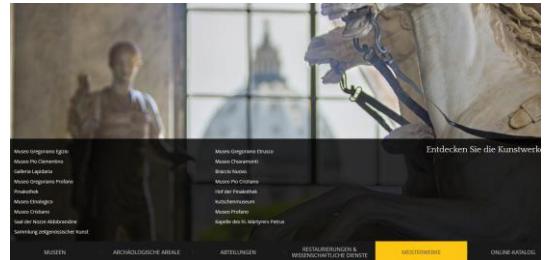 Museo Gregoriano Egizio
Museo Pio Clementino
Galleria Lapidaria
Museo Gregoriano Profano
Pinakothek
Museo Etnologico
Museo Cristiano
Saal der Nozze Aldobrandine
Sammlung zeitgenössischer Kunst
Museo Gregoriano Etrusco
Museo Chiaramonti
Braccio Nuovo
Museo Pio Cristiano
Hof der Pinakothek
Kutschenmuseum
Museo Profano
Kapelle des hl. Märtyrers Petrus
Entdecken Sie die Kunstwerke
MUSEEN
ARCHÄOLOGISCHE AREALE
ABTEILUNGEN
RESTAURIERUNGEN &
WISSENSCHAFTLICHE DIENSTE
MEISTERWERKE
ONLINE-KATALOG